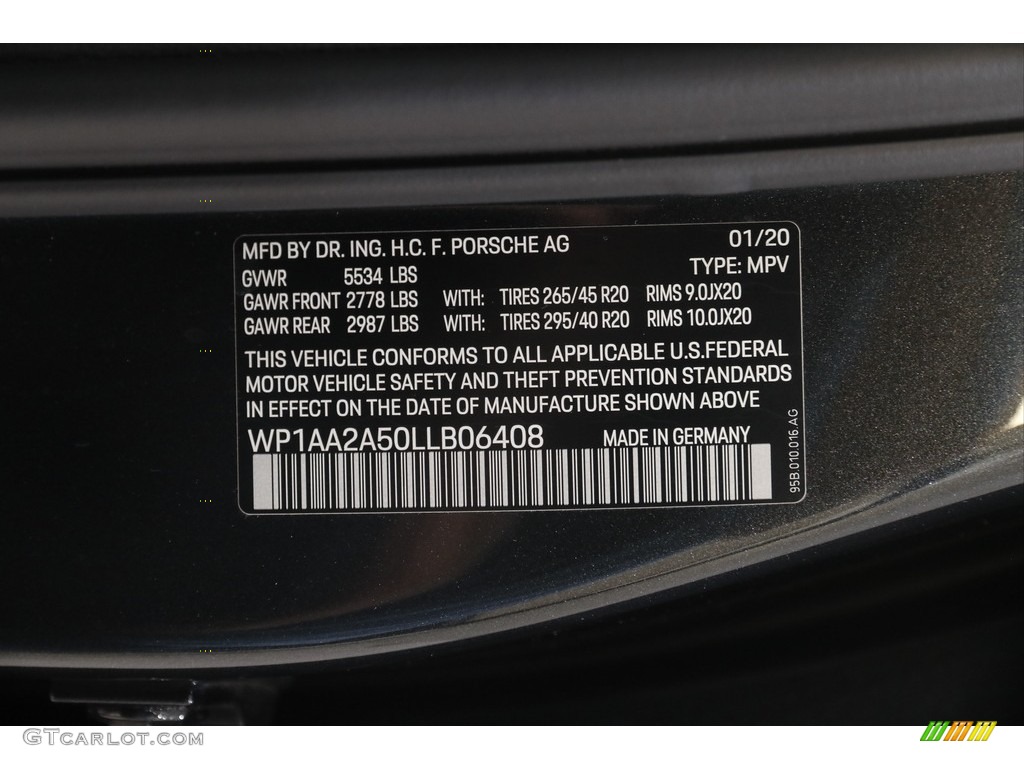 MFD BY DR. ING. H.C. F. PORSCHE AG 01/20
GVWR 5534 LBS TYPE: MPV
GAWR FRONT 2778 LBS WITH: TIRES 265/45 R20 RIMS 9.0JX20
GAWR REAR 2987 LBS WITH: TIRES 295/40 R20 RIMS 10.0JX20
THIS VEHICLE CONFORMS TO ALL APPLICABLE U.S.FEDERAL
MOTOR VEHICLE SAFETY AND THEFT PREVENTION STANDARDS
IN EFFECT ON THE DATE OF MANUFACTURE SHOWN ABOVE
WP1AA2A50LLB06408 MADE IN GERMANY
95B.010.016.AG
GTcarlot.com